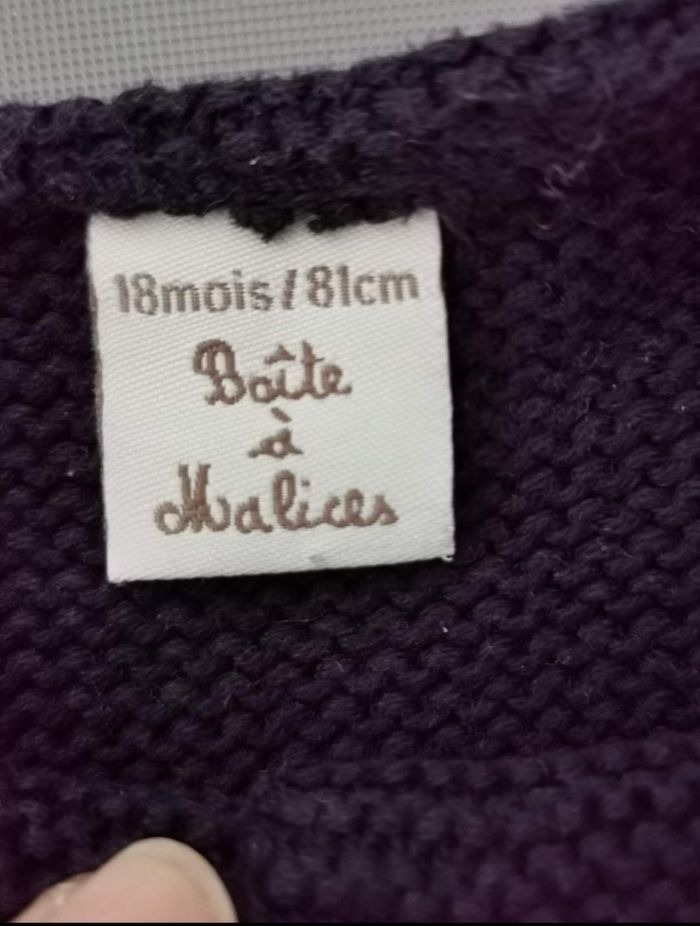 18mois/81cm
Boîte
à
Malices